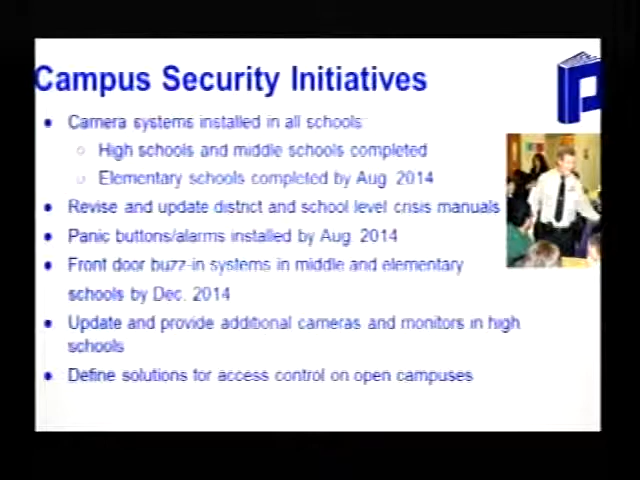 Campus Security Initiatives
Camera systems installed in all schools
High schools and middle schools completed
Elementary schools completed by Aug. 2014
Revise and update district and school level crisis manuals
Panic buttons/alarms installed by Aug. 2014
Front door buzz-in systems in middle and elementary
schools by Dec. 2014
Update and provide additional cameras and monitors in high
schools
Define solutions for access control on open campuses
P